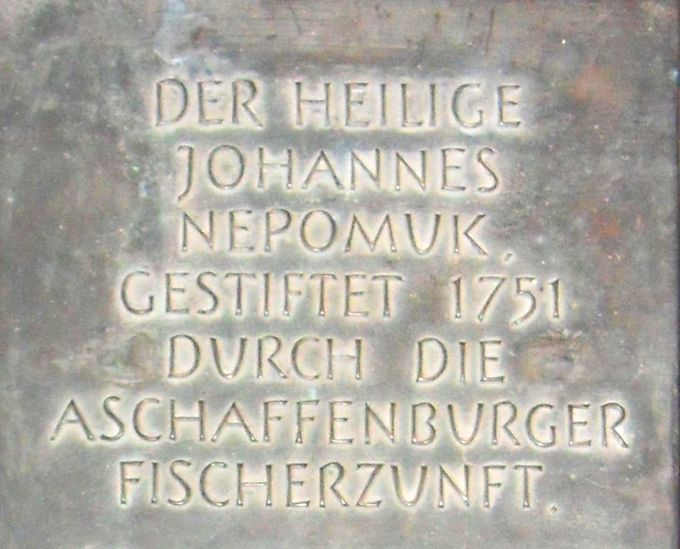 DER HEILIGE
JOHANNES
NEPOMUK,
GESTIFTET 1751
DURCH DIE
ASCHAFFENBURGER
FISCHERZUNFT.